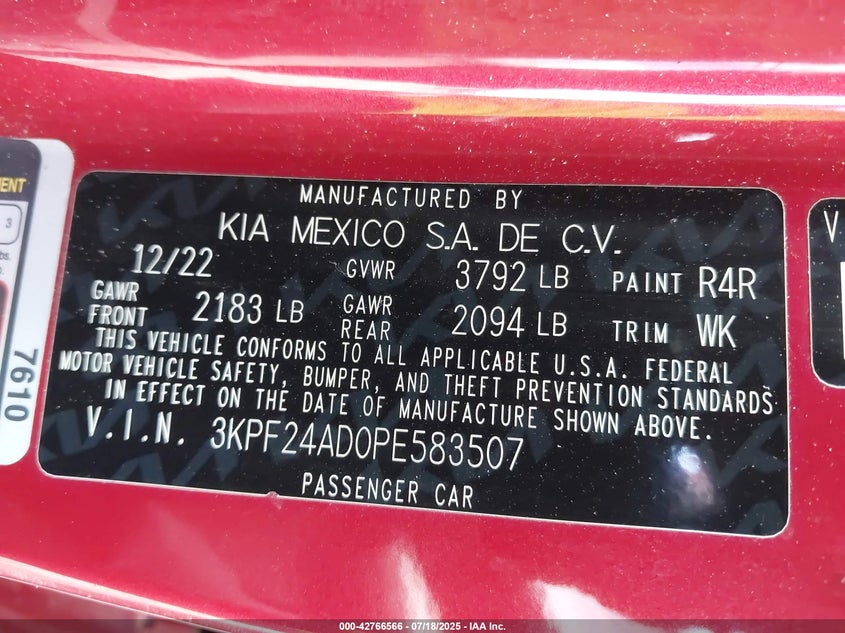 MENT
3
7610
MANUFACTURED BY
KIA MEXICO S.A. DE C.V.
12/22 GVWR 3792 LB PAINT R4R
GAWR FRONT 2183 LB GAWR REAR 2094 LB TRIM WK
THIS VEHICLE CONFORMS TO ALL APPLICABLE U.S.A. FEDERAL
MOTOR VEHICLE SAFETY, BUMPER, AND THEFT PREVENTION STANDARDS
IN EFFECT ON THE DATE OF MANUFACTURE SHOWN ABOVE.
V.I.N. 3KPF24AD0PE583507
PASSENGER CAR
V
000-42766566 - 07/18/2025 - IAA Inc.